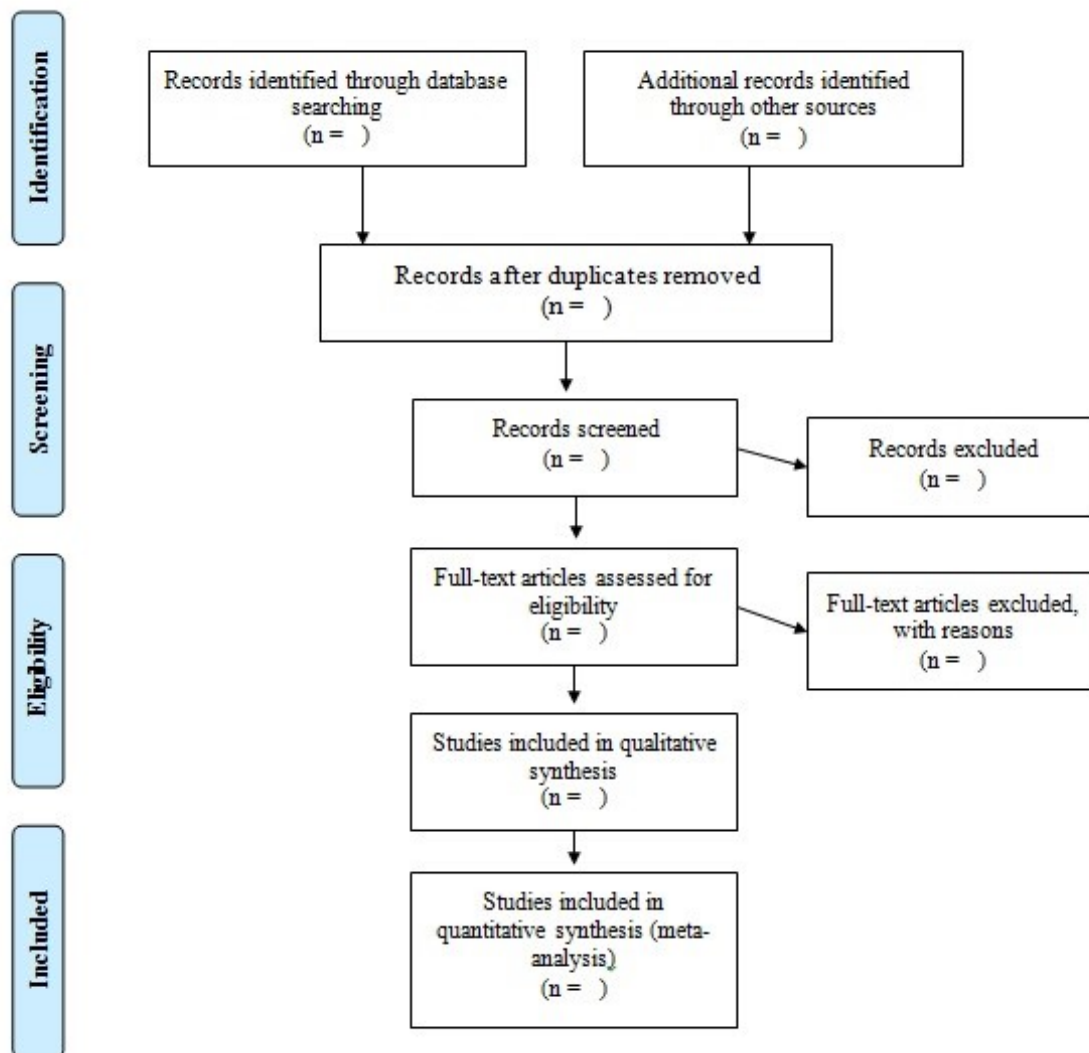 Identification
Records identified through database
searching
(n =   )
Additional records identified
through other sources
(n =   )
Records after duplicates removed
(n =   )
Screening
Records screened
(n =   )
Records excluded
(n =   )
Eligibility
Full-text articles assessed for
eligibility
(n =   )
Full-text articles excluded,
with reasons
(n =   )
Studies included in qualitative
synthesis
(n =   )
Included
Studies included in
quantitative synthesis (meta-
analysis)
(n =   )